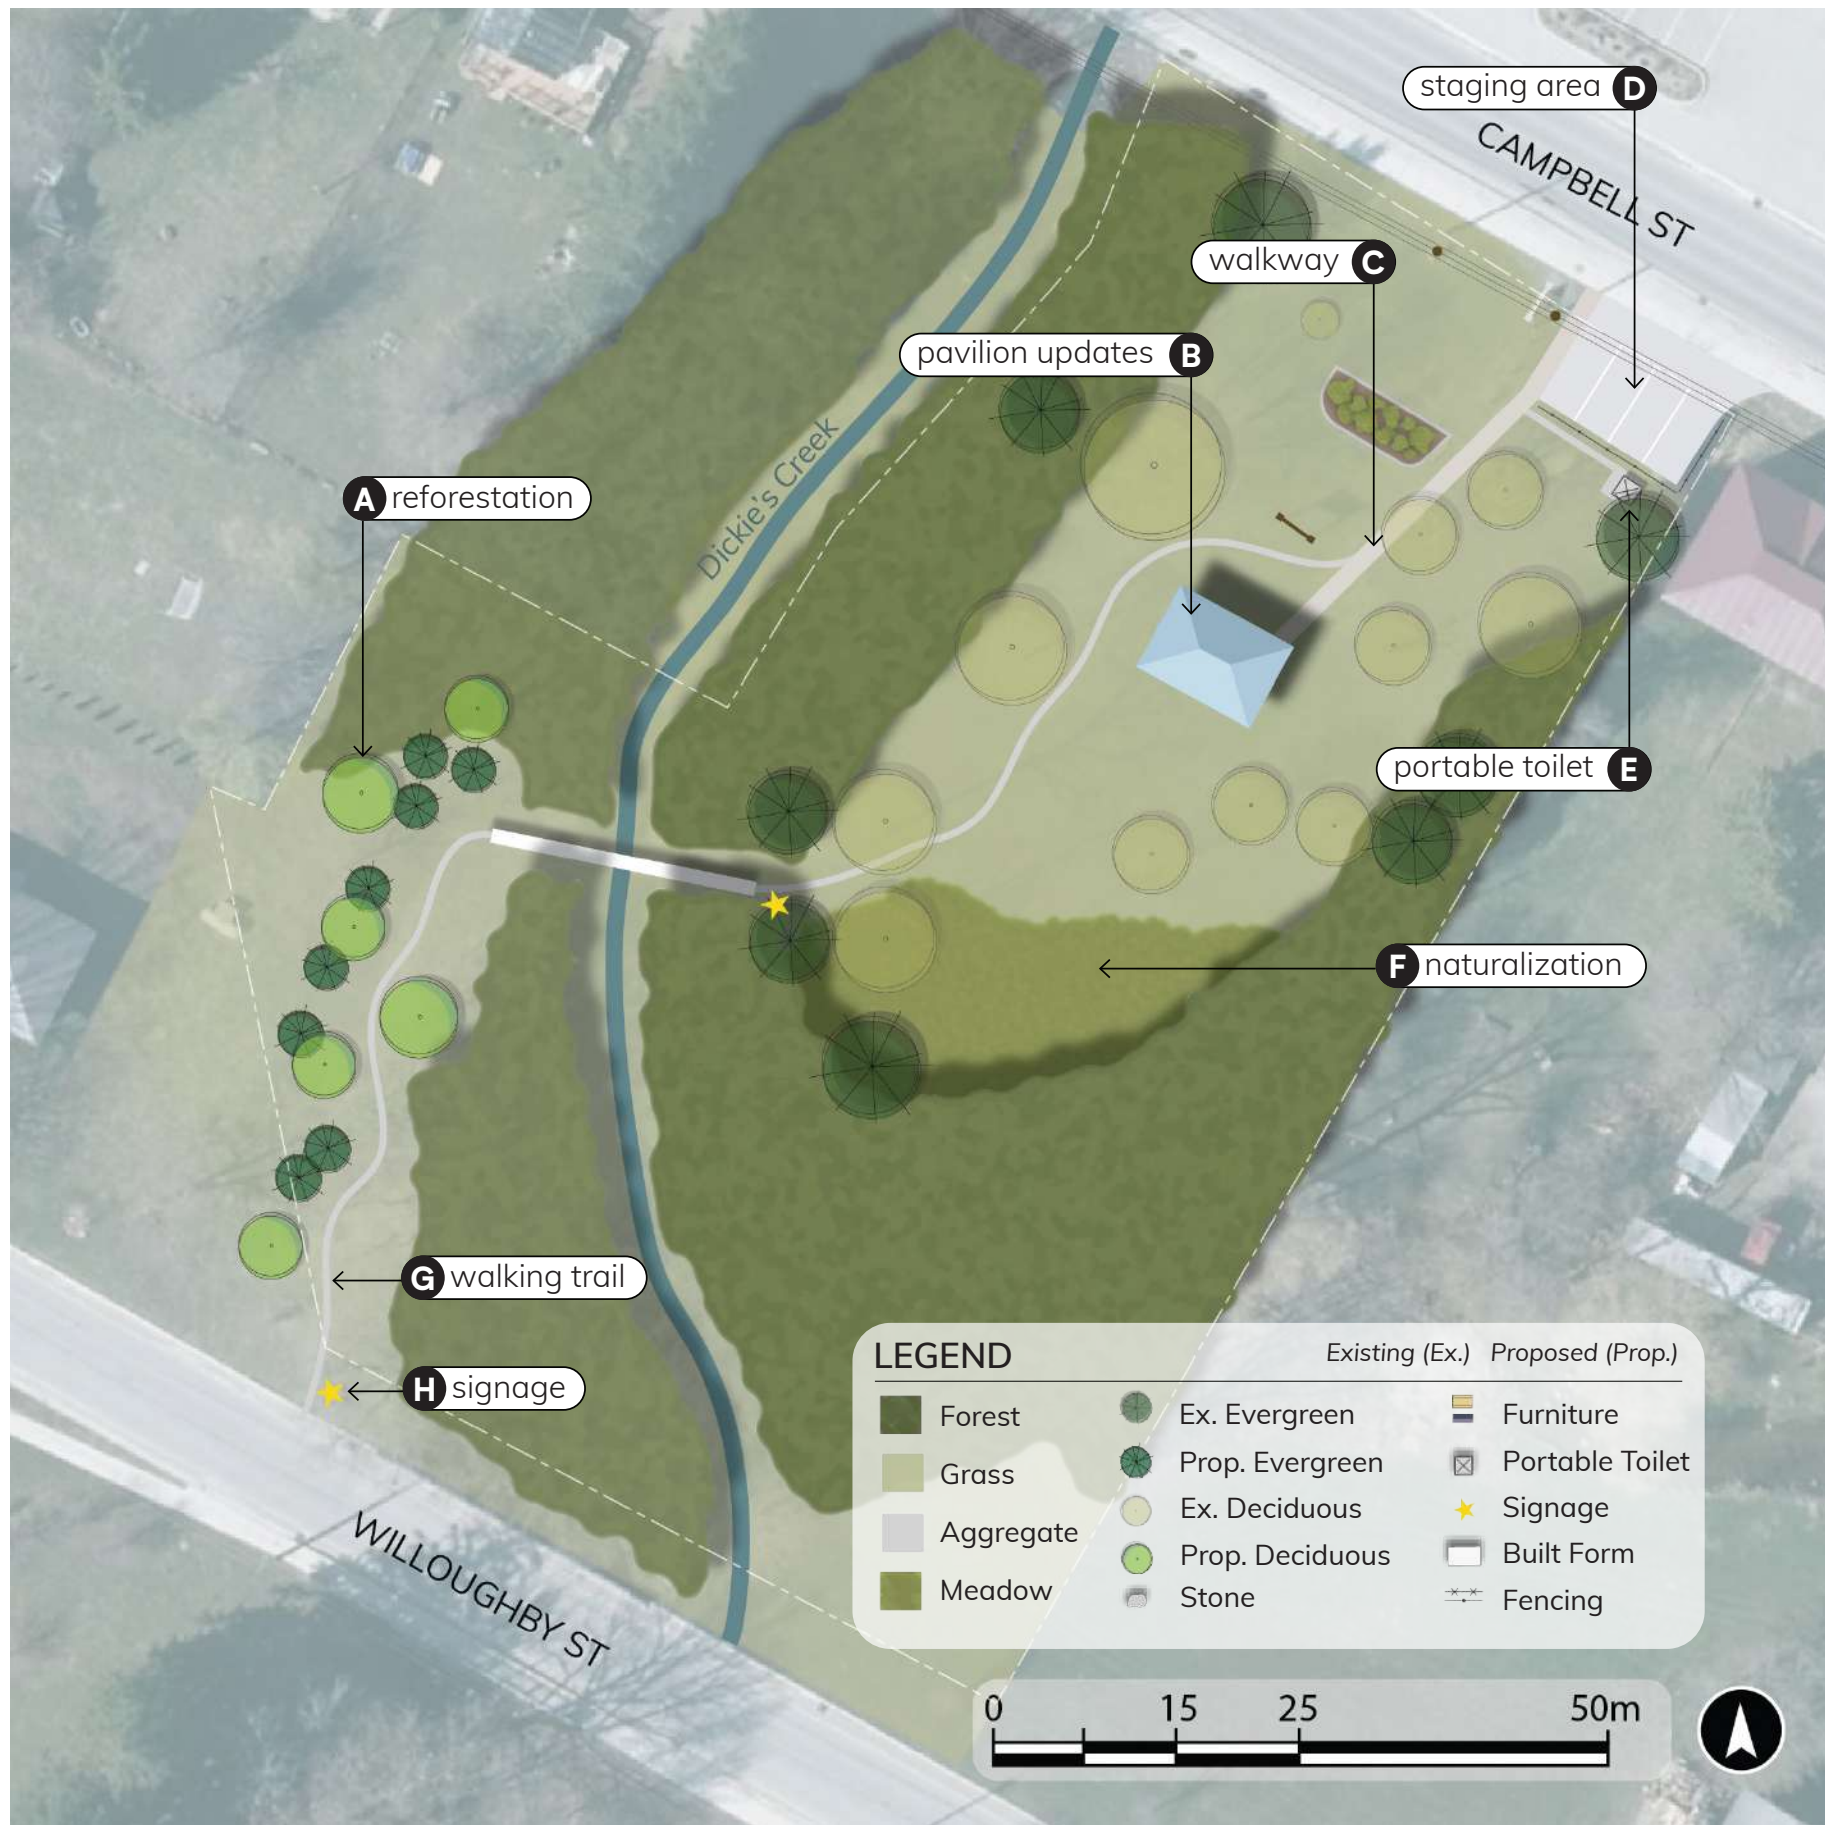 staging area D
CAMPBELL ST
walkway C
pavilion updates B
Dickie's Creek
A reforestation
portable toilet E
F naturalization
G walking trail
H signage
WILLOUGHBY ST
LEGEND
Existing (Ex.) Proposed (Prop.)
Forest
Grass
Aggregate
Meadow
Ex. Evergreen
Prop. Evergreen
Ex. Deciduous
Prop. Deciduous
Stone
Furniture
Portable Toilet
Signage
Built Form
Fencing
0 15 25 50m